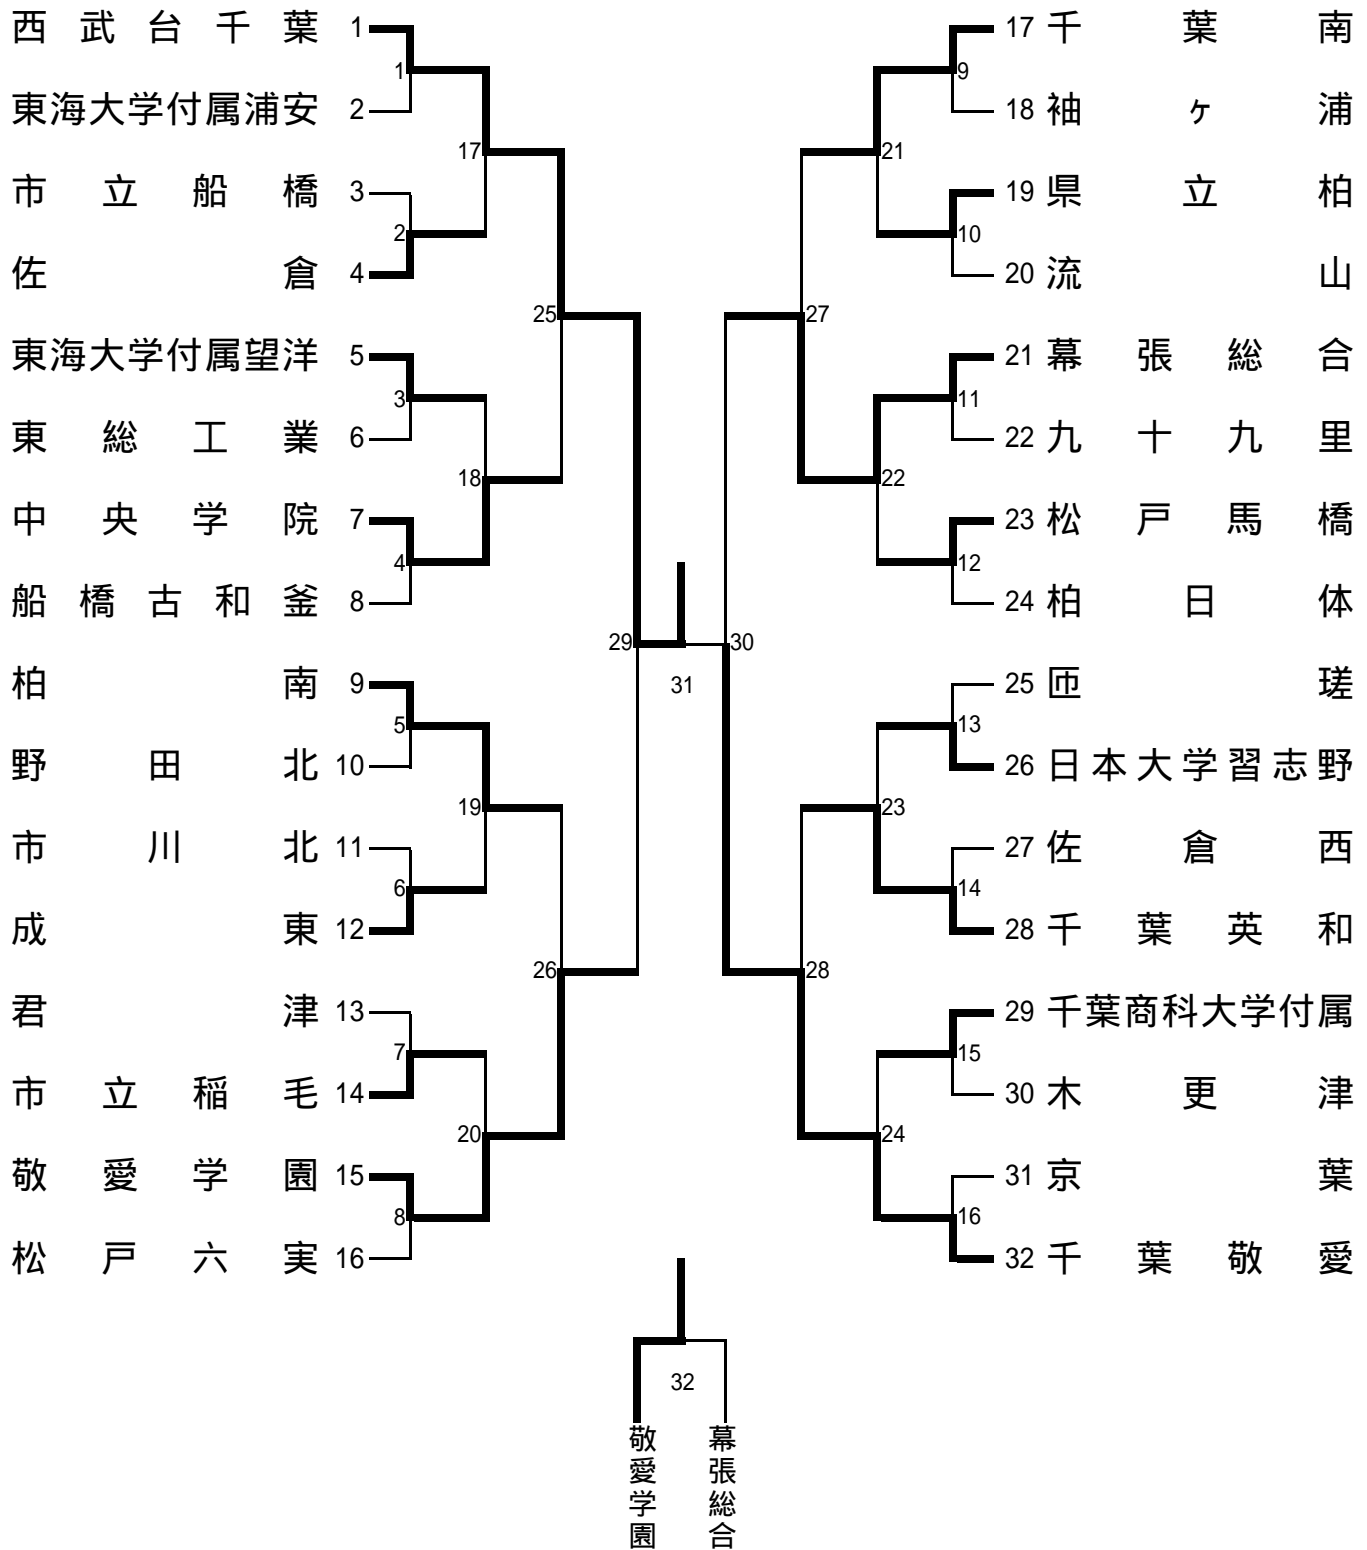 西武台千葉 1
東海大学付属浦安 2
市立船橋 3
佐倉 4
東海大学付属望洋 5
東総工業 6
中央学院 7
船橋古和釜 8
柏南 9
野田北 10
市川北 11
成東 12
君津 13
市立稲毛 14
敬愛学園 15
松戸六実 16
1
2
3
4
5
6
7
8
17
18
19
20
25
26
29
31
30
27
28
21
22
23
24
9
10
11
12
13
14
15
16
17 千葉南
18 袖ヶ浦
19 県立柏
20 流山
21 幕張総合
22 九十九里
23 松戸馬橋
24 柏日体
25 匝瑳
26 日本大学習志野
27 佐倉西
28 千葉英和
29 千葉商科大学付属
30 木更津
31 京葉
32 千葉敬愛
32
敬愛学園
幕張総合